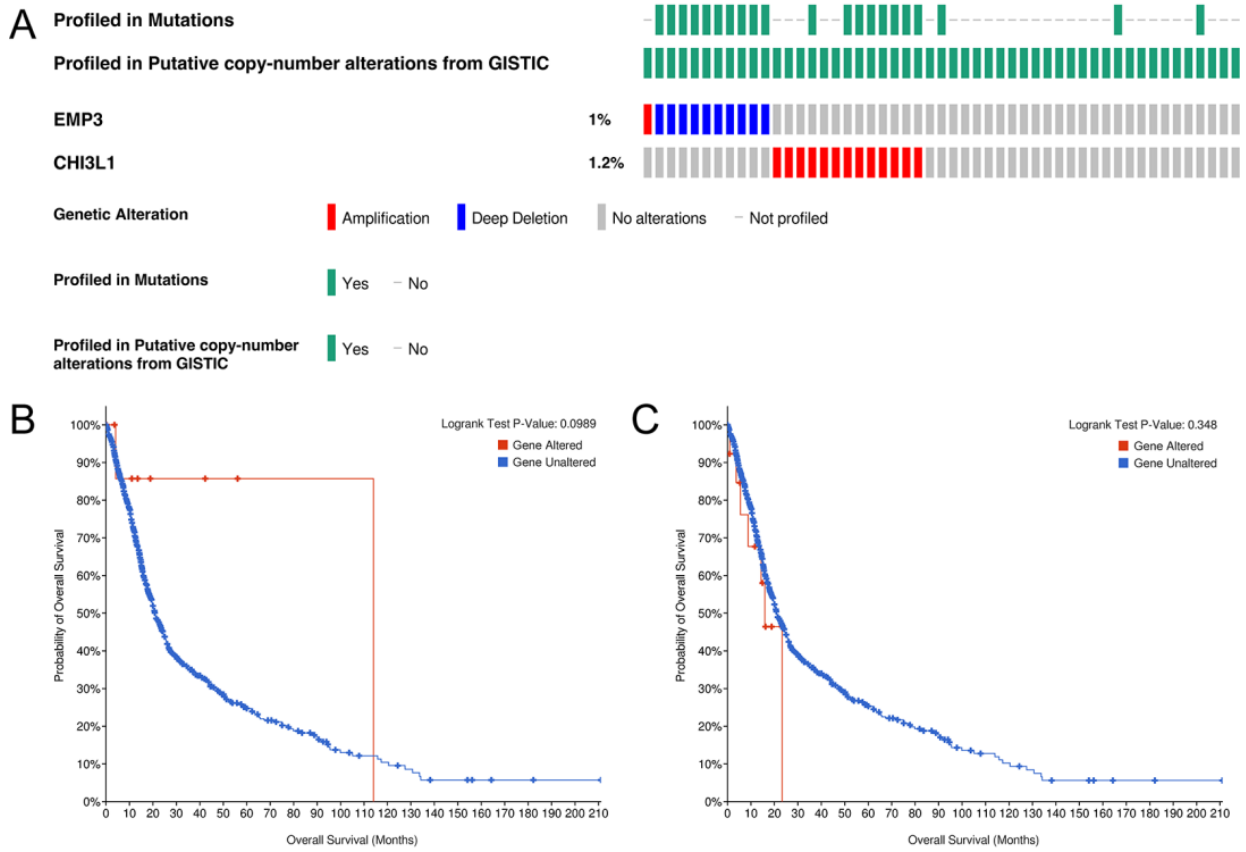 A
Profiled in Mutations
Profiled in Putative copy-number alterations from GISTIC
EMP3 1%
CHI3L1 1.2%
Genetic Alteration Amplification Deep Deletion No alterations Not profiled
Profiled in Mutations Yes No
Profiled in Putative copy-number
alterations from GISTIC Yes No
B
Logrank Test P-Value: 0.0989
Gene Altered
Gene Unaltered
Probability of Overall Survival
100%
90%
80%
70%
60%
50%
40%
30%
20%
10%
0%
0 10 20 30 40 50 60 70 80 90 100 110 120 130 140 150 160 170 180 190 200 210
Overall Survival (Months)
C
Logrank Test P-Value: 0.348
Gene Altered
Gene Unaltered
Probability of Overall Survival
100%
90%
80%
70%
60%
50%
40%
30%
20%
10%
0%
0 10 20 30 40 50 60 70 80 90 100 110 120 130 140 150 160 170 180 190 200 210
Overall Survival (Months)